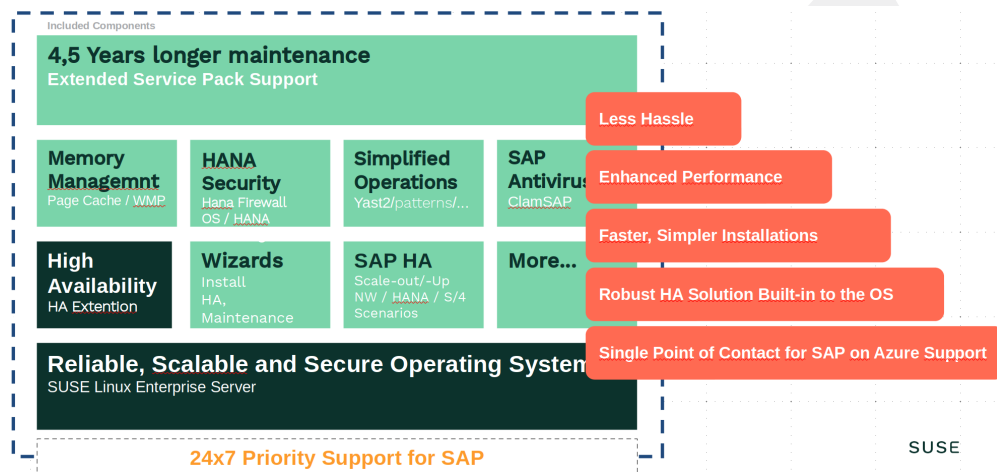 Included Components
4,5 Years longer maintenance
Extended Service Pack Support
Memory
Managemnt
Page Cache / WMP
HANA
Security
Hana Firewall
OS / HANA
Simplified
Operations
Yast2/patterns/...
SAP
Antivirus
ClamSAP
High
Availability
HA Extention
Wizards
Install
HA,
Maintenance
SAP HA
Scale-out/-Up
NW / HANA / S/4
Scenarios
More...
Reliable, Scalable and Secure Operating System
SUSE Linux Enterprise Server
24x7 Priority Support for SAP
Less Hassle
Enhanced Performance
Faster, Simpler Installations
Robust HA Solution Built-in to the OS
Single Point of Contact for SAP on Azure Support
SUSE